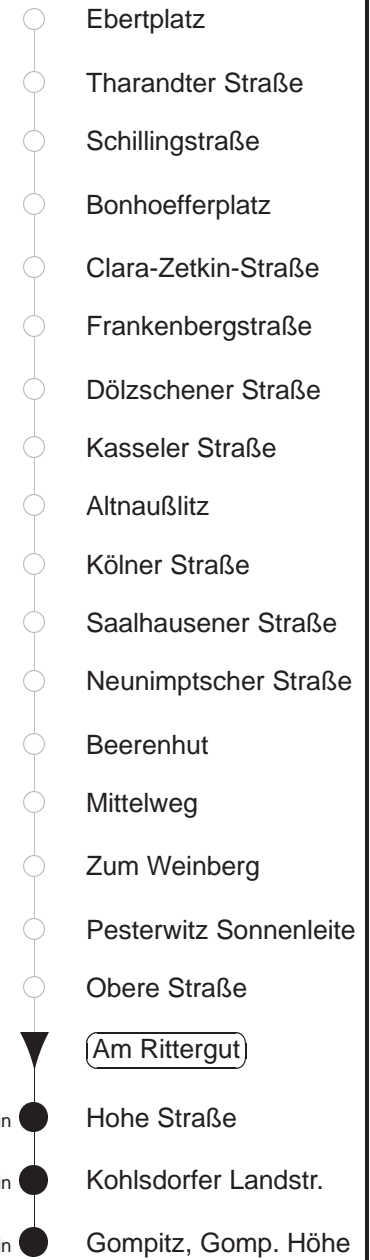 Ebertplatz
Tharandter Straße
Schillingstraße
Bonhoefferplatz
Clara-Zetkin-Straße
Frankenbergstraße
Dölzschener Straße
Kasseler Straße
Altnaußlitz
Kölner Straße
Saalhausener Straße
Neunimptscher Straße
Beerenhut
Mittelweg
Zum Weinberg
Pesterwitz Sonnenleite
Obere Straße
Am Rittergut
Hohe Straße
Kohlsdorfer Landstr.
Gompitz, Gomp. Höhe